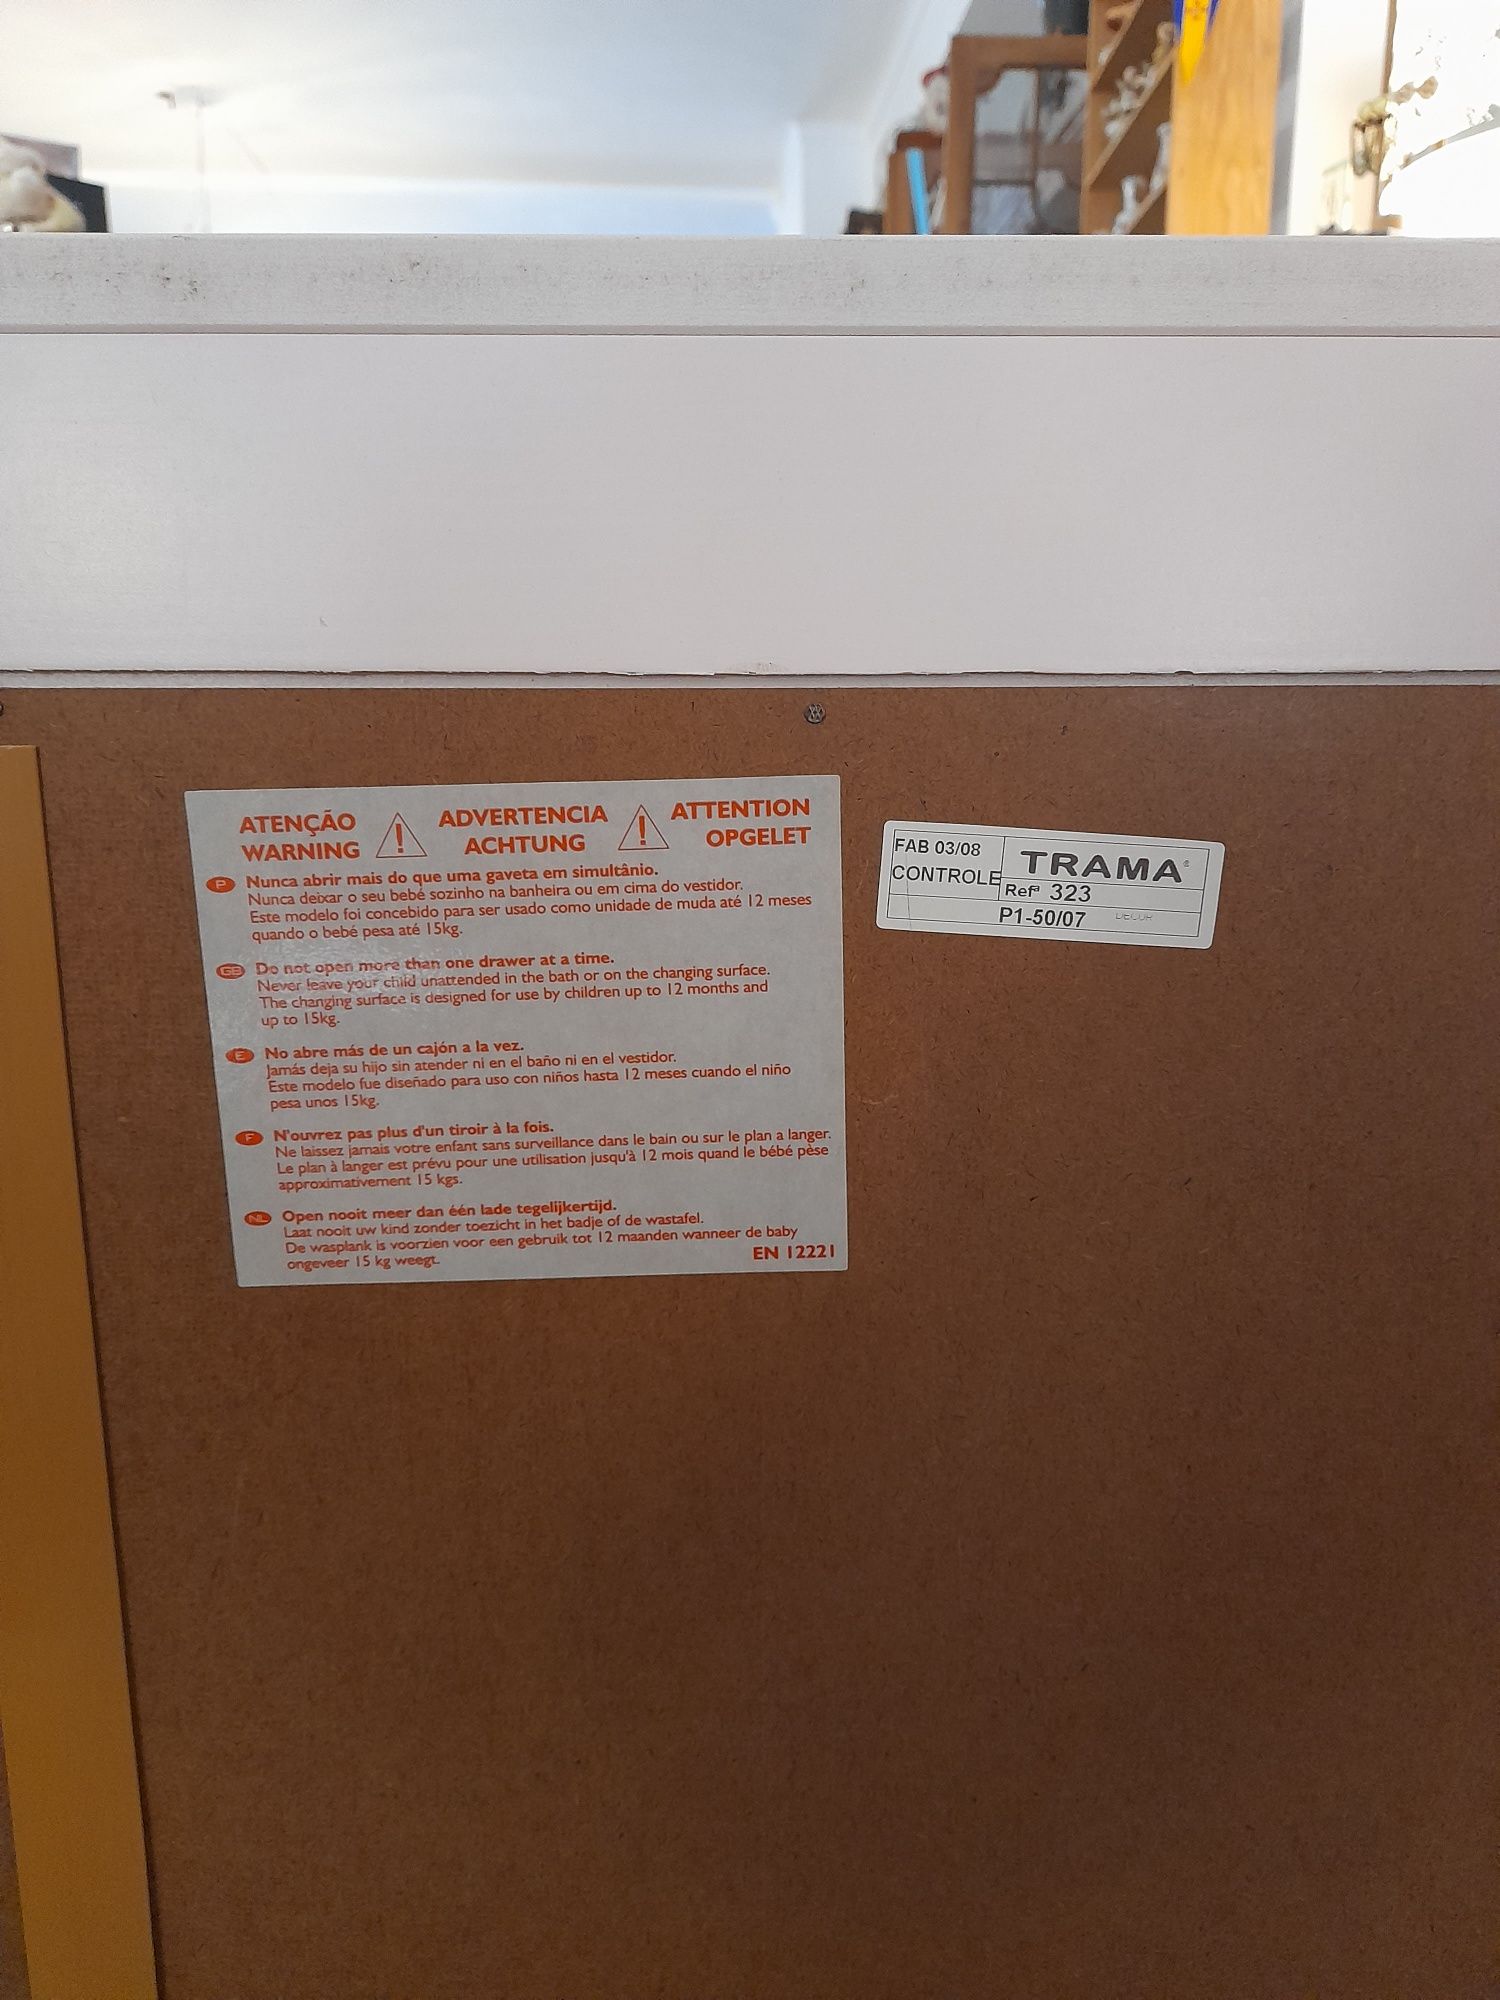 ATENÇÃO
WARNING
ADVERTENCIA
ACHTUNG
ATTENTION
OPGELET
P Nunca abrir mais do que uma gaveta em simultânio.
Nunca deixar o seu bebé sozinho na banheira ou em cima do vestidor.
Este modelo foi concebido para ser usado como unidade de muda até 12 meses
quando o bebé pesa até 15kg.
GB Do not open more than one drawer at a time.
Never leave your child unattended in the bath or on the changing surface.
The changing surface is designed for use by children up to 12 months and
up to 15kg.
E No abre más de un cajón a la vez.
Jamás deja su hijo sin atender ni en el baño ni en el vestidor.
Este modelo fue diseñado para uso con niños hasta 12 meses cuando el niño
pesa unos 15kg.
F N'ouvrez pas plus d'un tiroir à la fois.
Ne laissez jamais votre enfant sans surveillance dans le bain ou sur le plan a langer.
Le plan à langer est prévu pour une utilisation jusqu'à 12 mois quand le bébé pèse
approximativement 15 kgs.
NL Open nooit meer dan één lade tegelijkertijd.
Laat nooit uw kind zonder toezicht in het badje of de wastafel.
De wasplank is voorzien voor een gebruik tot 12 maanden wanneer de baby
ongeveer 15 kg weegt.
EN 12221
FAB 03/08
CONTROLE
TRAMA
Refª 323
P1-50/07